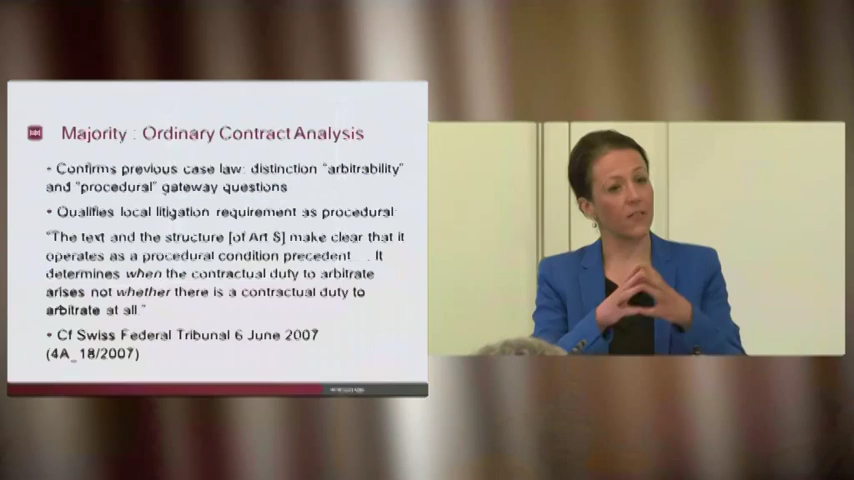 Majority : Ordinary Contract Analysis
• Confirms previous case law: distinction "arbitrability"
and "procedural" gateway questions
• Qualifies local litigation requirement as procedural
"The text and the structure [of Art 8] make clear that it
operates as a procedural condition precedent . . . It
determines when the contractual duty to arbitrate
arises not whether there is a contractual duty to
arbitrate at all."
• Cf Swiss Federal Tribunal 6 June 2007
(4A_18/2007)